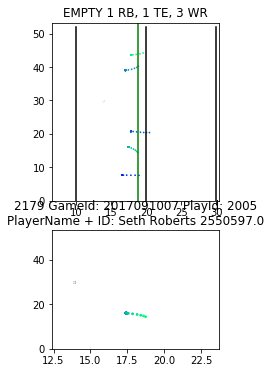 EMPTY 1 RB, 1 TE, 3 WR
50
40
30
20
10
0
10 15 20 25 30
2179 GameId: 2017091007 PlayId: 2005
PlayerName + ID: Seth Roberts 2550597.0
40
20
0
12.5 15.0 17.5 20.0 22.5